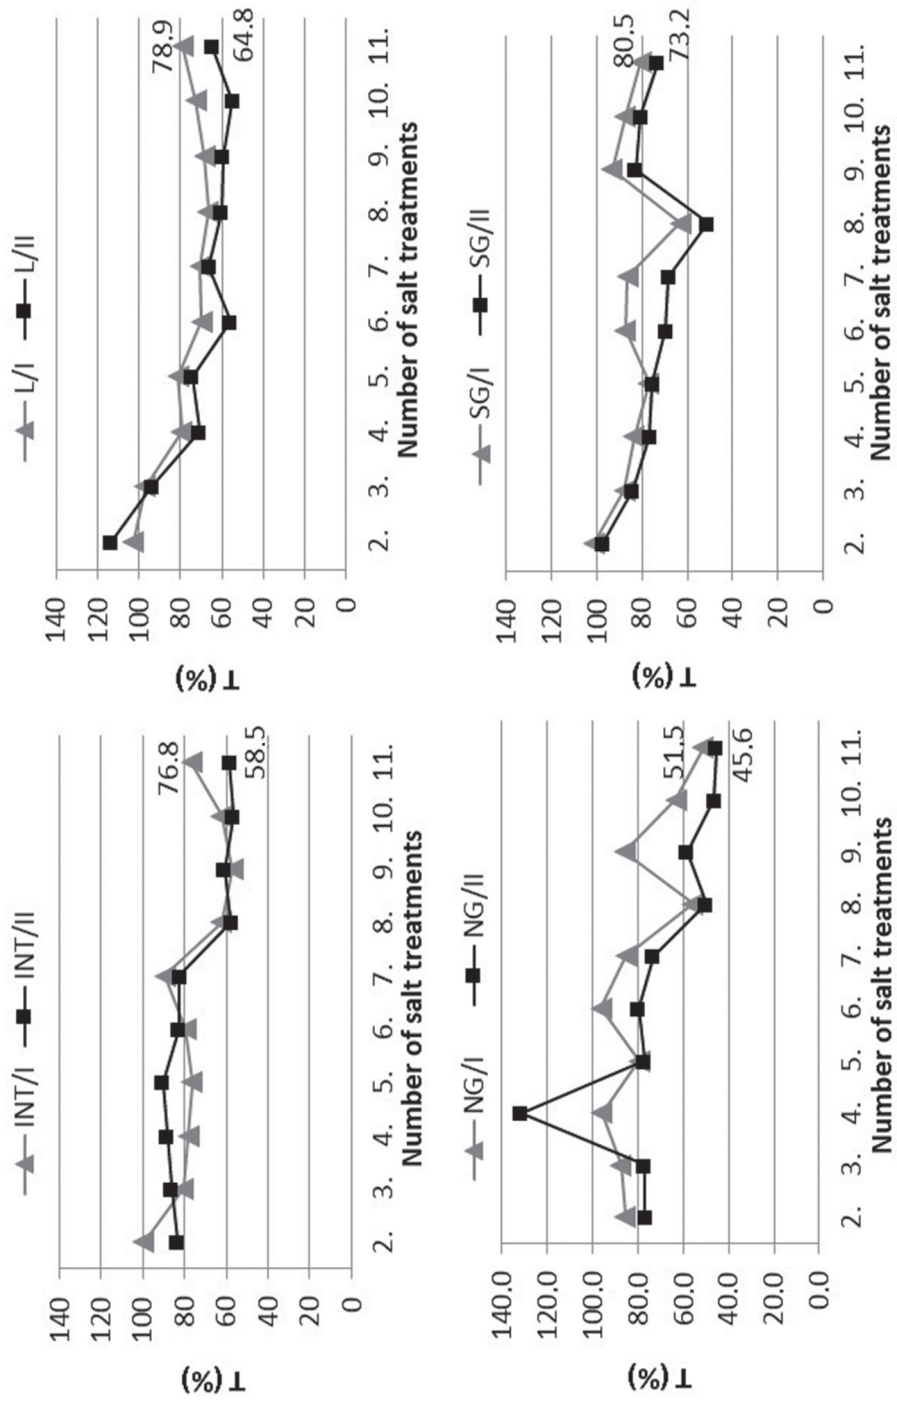 INT/I INT/II
140
120
100
80
60
40
20
0
T (%)
76.8
58.5
2. 3. 4. 5. 6. 7. 8. 9. 10. 11.
Number of salt treatments
L/I L/II
140
120
100
80
60
40
20
0
T (%)
78.9
64.8
2. 3. 4. 5. 6. 7. 8. 9. 10. 11.
Number of salt treatments
NG/I NG/II
140.0
120.0
100.0
80.0
60.0
40.0
20.0
0.0
T (%)
51.5
45.6
2. 3. 4. 5. 6. 7. 8. 9. 10. 11.
Number of salt treatments
SG/I SG/II
140
120
100
80
60
40
20
0
T (%)
80.5
73.2
2. 3. 4. 5. 6. 7. 8. 9. 10. 11.
Number of salt treatments